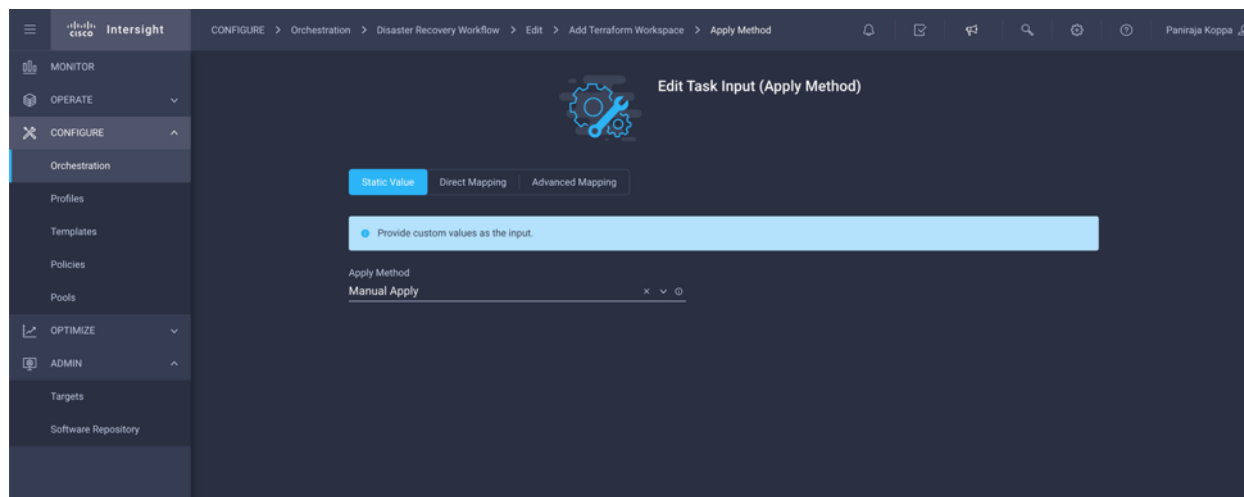 cisco Intersight
CONFIGURE > Orchestration > Disaster Recovery Workflow > Edit > Add Terraform Workspace > Apply Method
Paniraja Koppa
MONITOR
OPERATE
CONFIGURE
Orchestration
Profiles
Templates
Policies
Pools
OPTIMIZE
ADMIN
Targets
Software Repository
Edit Task Input (Apply Method)
Static Value Direct Mapping Advanced Mapping
Provide custom values as the input.
Apply Method
Manual Apply